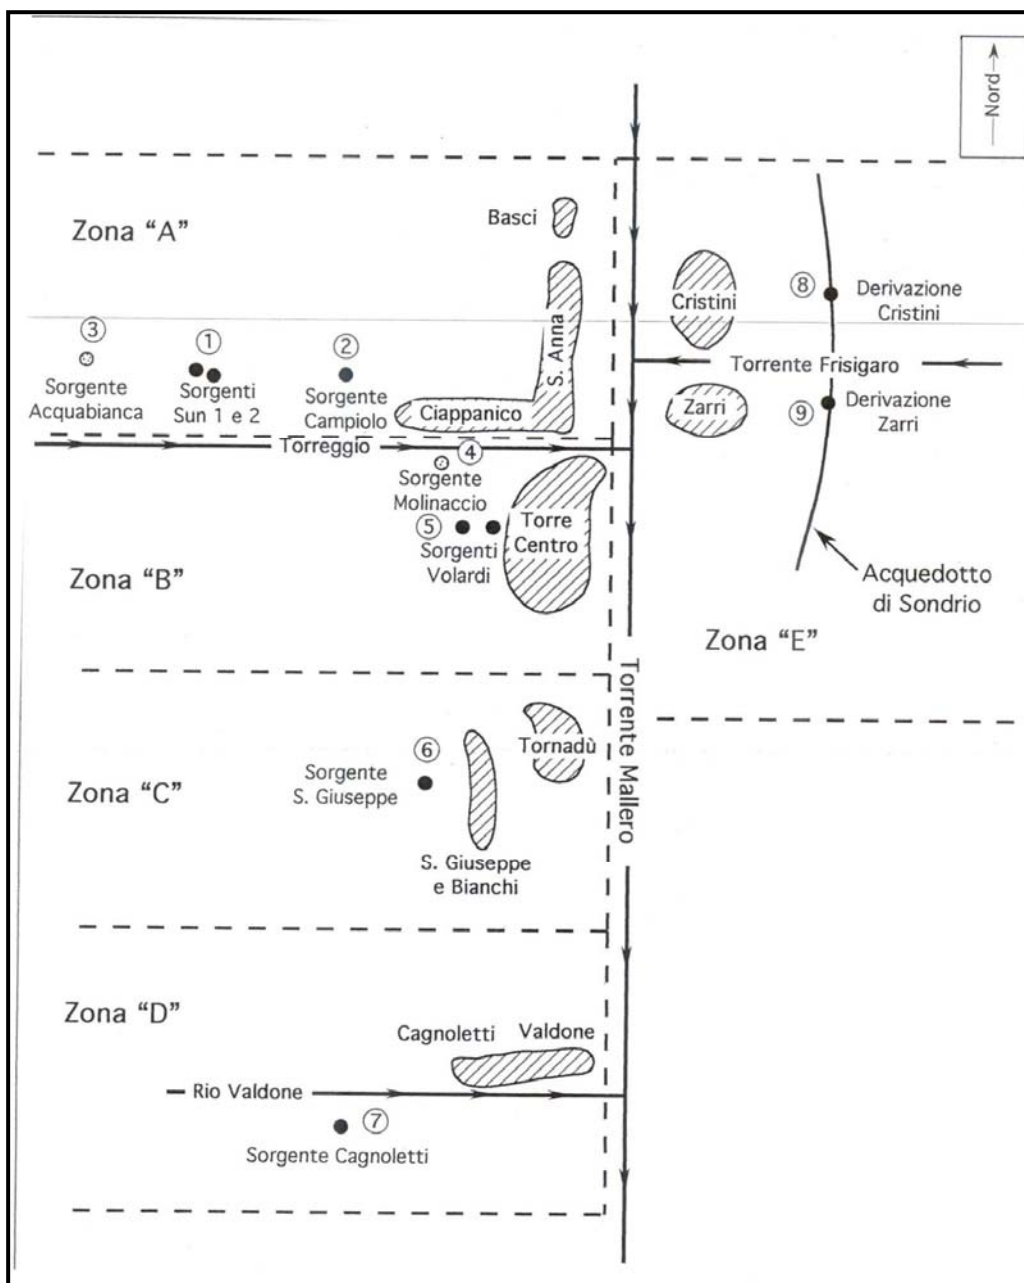 Nord
Zona "A"
Basci
S. Anna
Cristini
8
Derivazione
Cristini
3
Sorgente
Acquabianca
1
Sorgenti
Sun 1 e 2
2
Sorgente
Campiolo
Ciappanico
Torrente Frisigaro
Zarri
9
Derivazione
Zarri
Torreggio
4
Sorgente
Molinaccio
5
Sorgenti
Volardi
Torre
Centro
Zona "B"
Acquedotto
di Sondrio
Zona "E"
Torrente Mallero
Tornadù
6
Sorgente
S. Giuseppe
Zona "C"
S. Giuseppe
e Bianchi
Zona "D"
Cagnoletti
Valdone
Rio Valdone
7
Sorgente Cagnoletti